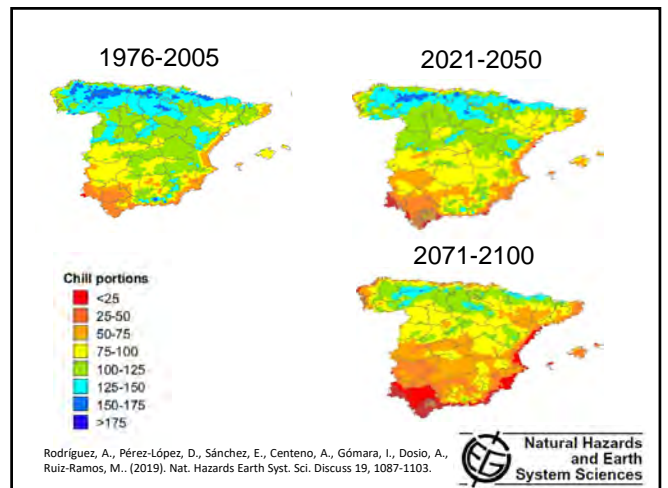 1976-2005
2021-2050
2071-2100
Chill portions
<25
25-50
50-75
75-100
100-125
125-150
150-175
>175
Rodríguez, A., Pérez-López, D., Sánchez, E., Centeno, A., Gómara, I., Dosio, A.,
Ruiz-Ramos, M.. (2019). Nat. Hazards Earth Syst. Sci. Discuss 19, 1087-1103.
Natural Hazards
and Earth
System Sciences